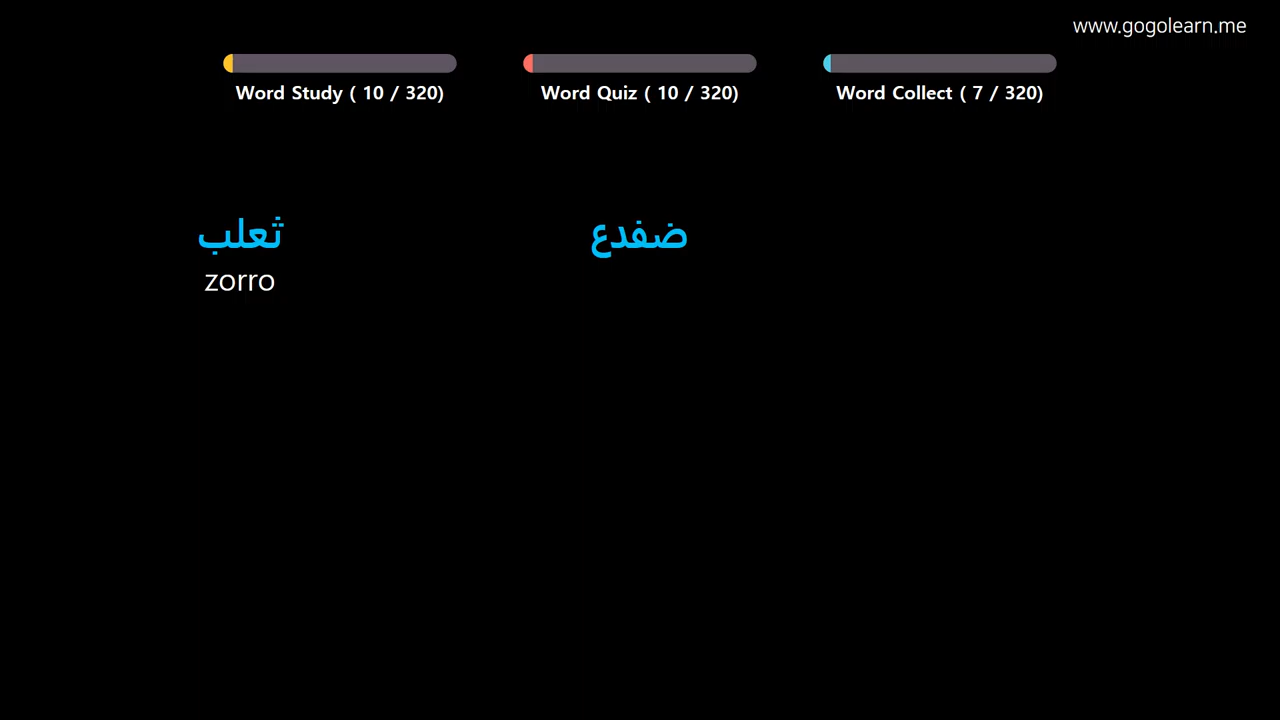 www.gogolearn.me
Word Study ( 10 / 320)
Word Quiz ( 10 / 320)
Word Collect ( 7 / 320)
ثعلب
zorro
ضفدع